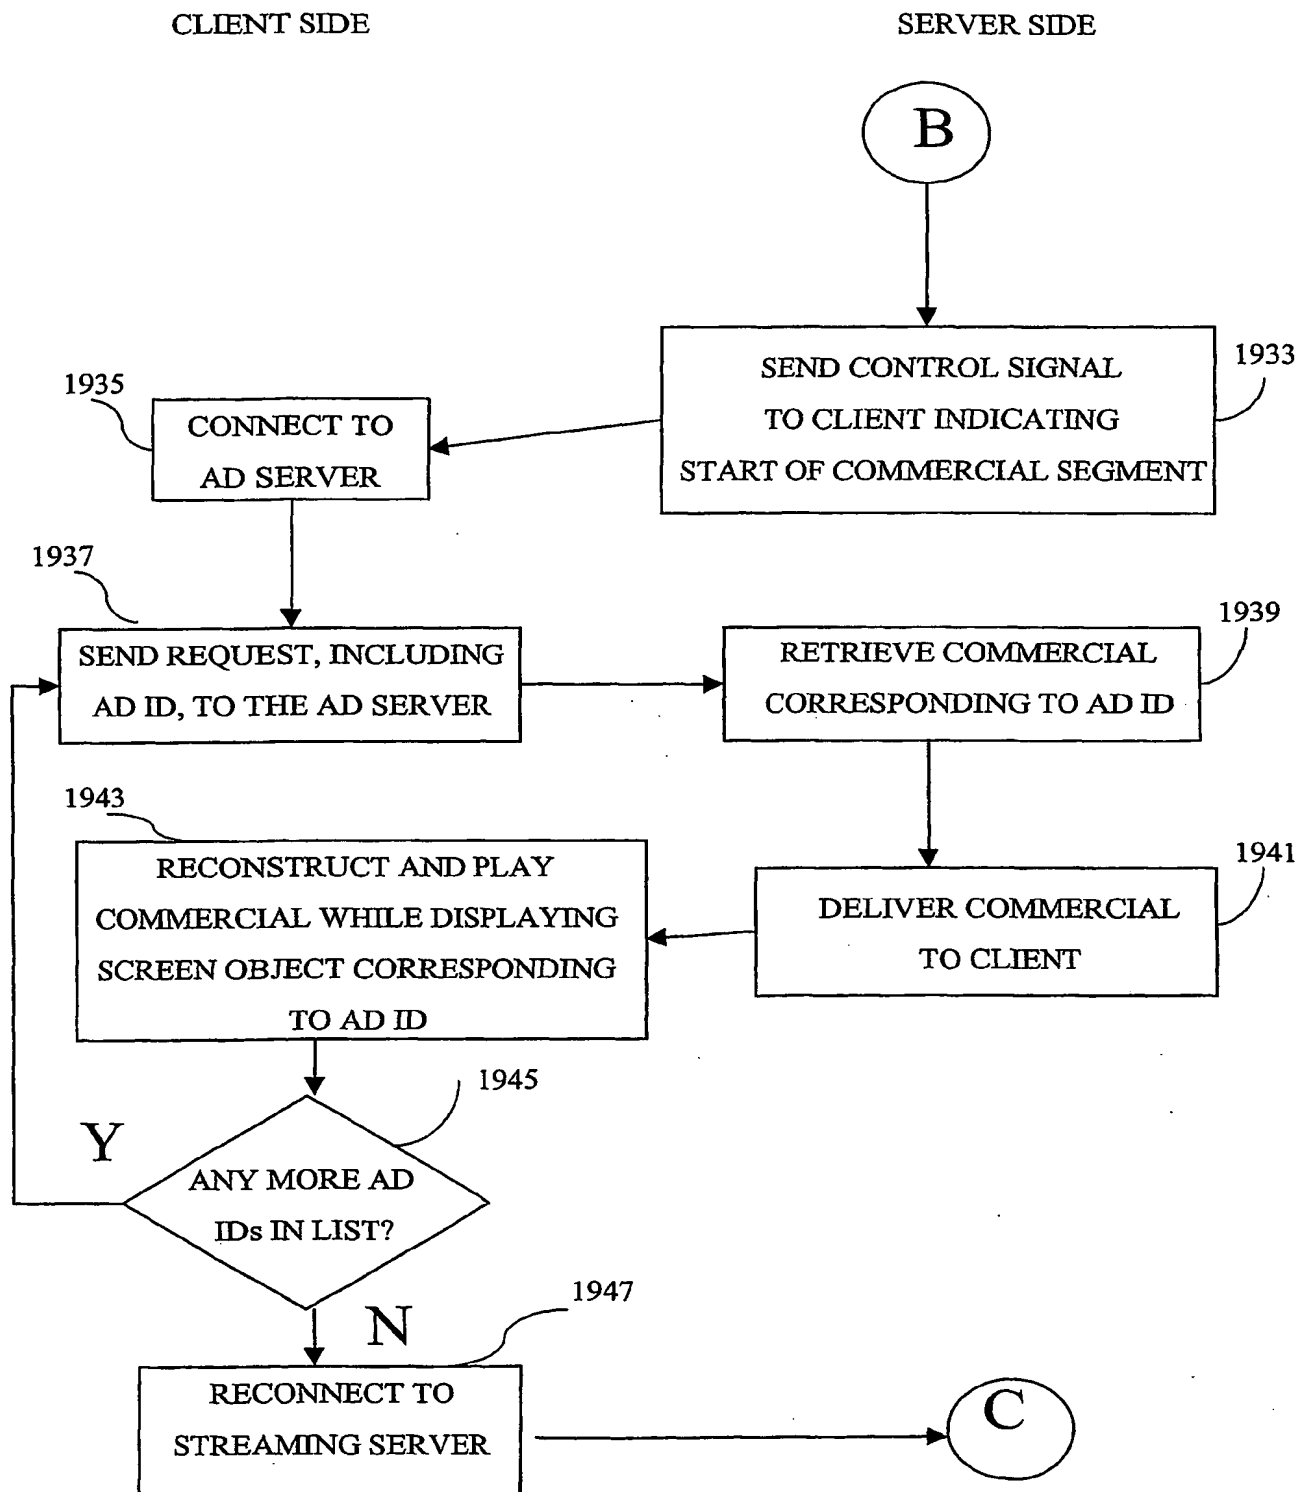 CLIENT SIDE
SERVER SIDE
B
1933
SEND CONTROL SIGNAL
TO CLIENT INDICATING
START OF COMMERCIAL SEGMENT
1935
CONNECT TO
AD SERVER
1937
SEND REQUEST, INCLUDING
AD ID, TO THE AD SERVER
1939
RETRIEVE COMMERCIAL
CORRESPONDING TO AD ID
1941
DELIVER COMMERCIAL
TO CLIENT
1943
RECONSTRUCT AND PLAY
COMMERCIAL WHILE DISPLAYING
SCREEN OBJECT CORRESPONDING
TO AD ID
1945
Y
ANY MORE AD
IDs IN LIST?
N
1947
RECONNECT TO
STREAMING SERVER
C